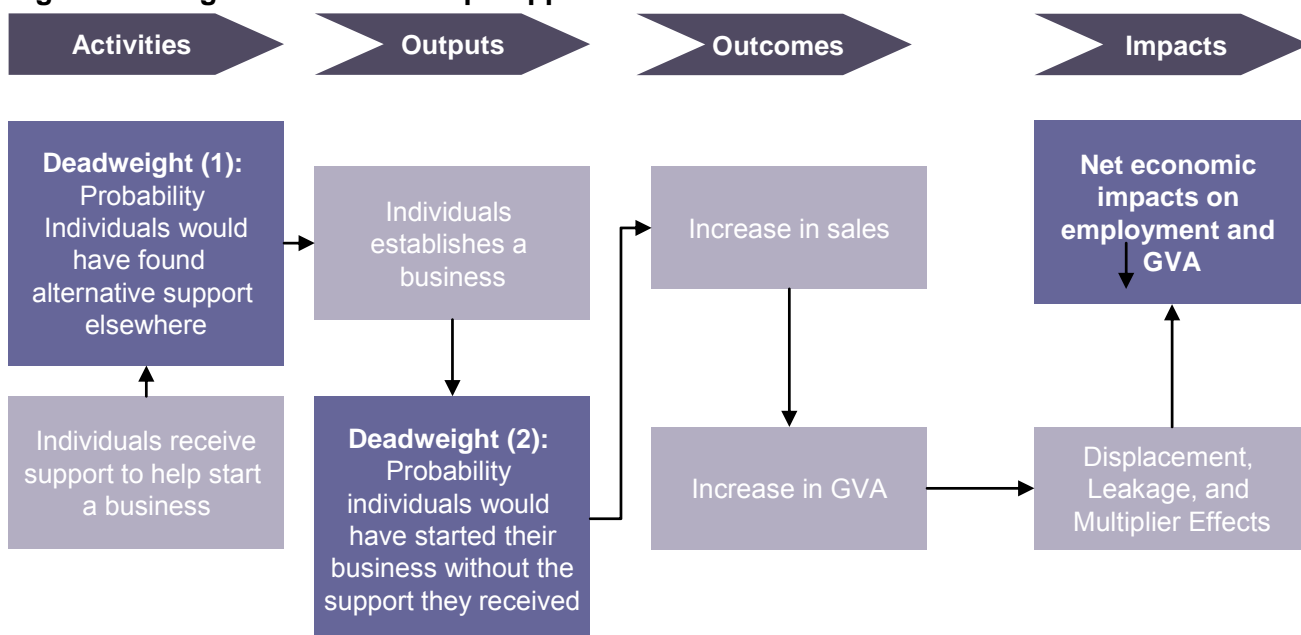 Activities
Outputs
Outcomes
Impacts
Deadweight (1):
Probability
Individuals would
have found
alternative support
elsewhere
Individuals receive
support to help start
a business
Individuals
establishes a
business
Deadweight (2):
Probability
individuals would
have started their
business without the
support they received
Increase in sales
Increase in GVA
Net economic
impacts on
employment and
GVA
Displacement,
Leakage, and
Multiplier Effects